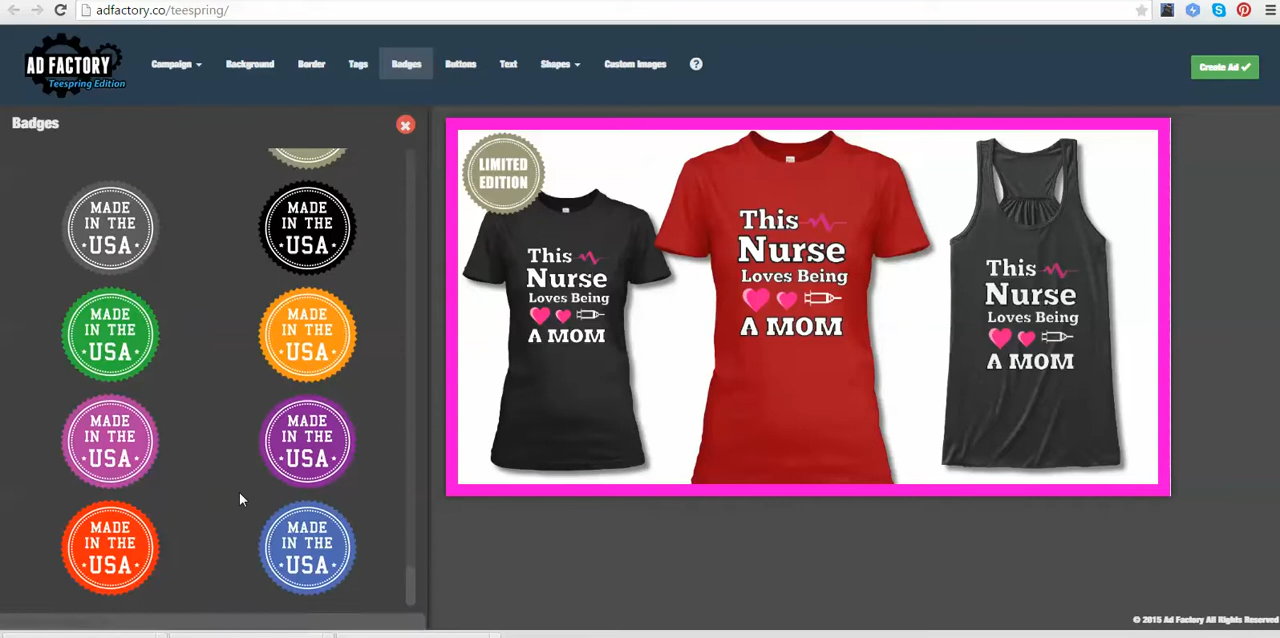 adfactory.co/teespring/
AD FACTORY
Teespring Edition
Campaign
Background
Border
Tags
Badges
Buttons
Text
Shapes
Custom Images
?
Create Ad
Badges
MADE
IN THE
USA
MADE
IN THE
USA
MADE
IN THE
USA
MADE
IN THE
USA
MADE
IN THE
USA
MADE
IN THE
USA
MADE
IN THE
USA
MADE
IN THE
USA
LIMITED
EDITION
This
Nurse
Loves Being
A MOM
This
Nurse
Loves Being
A MOM
This
Nurse
Loves Being
A MOM
© 2015 Ad Factory All Rights Reserved